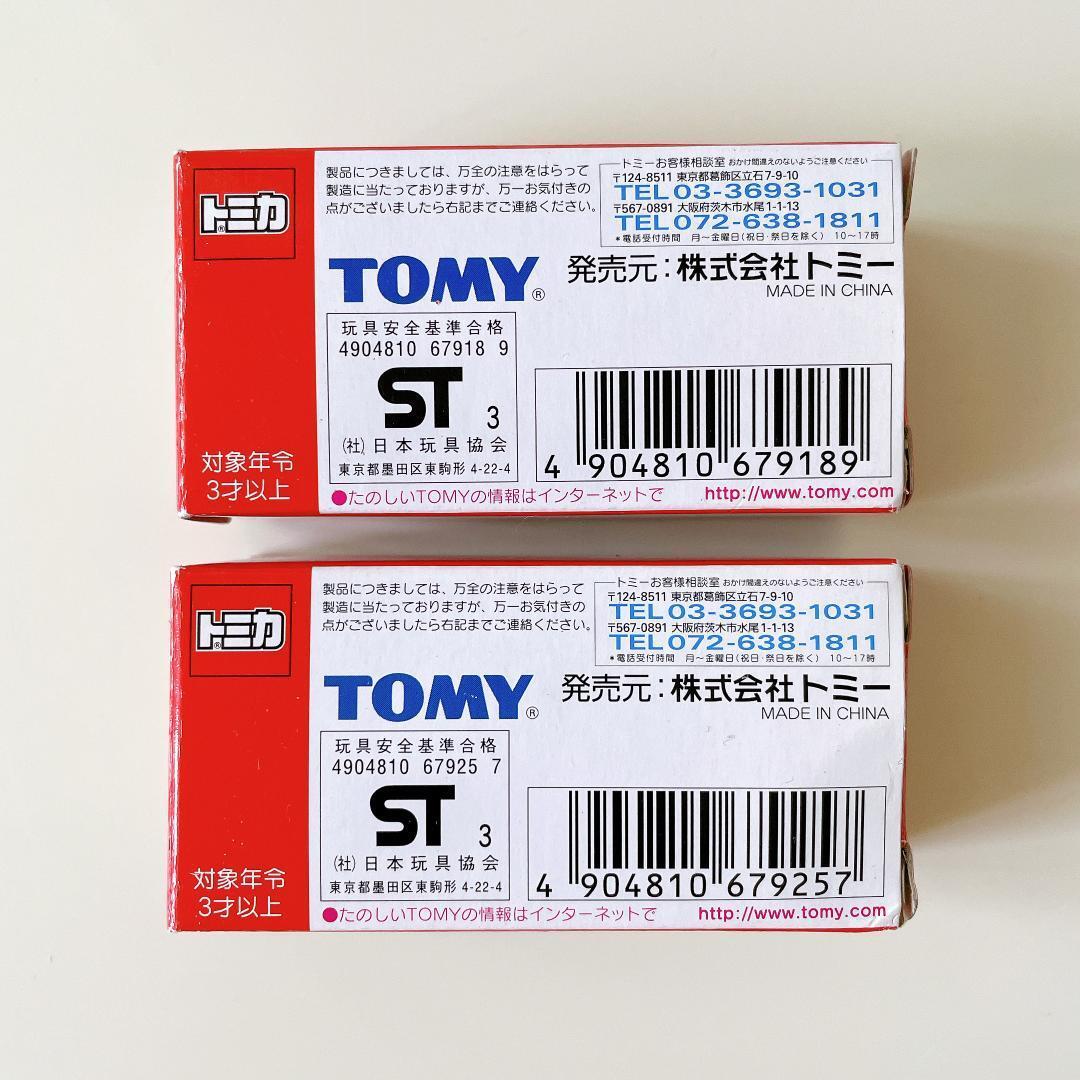 トミカ®
製品につきましては、万全の注意をはらって
製造に当たっておりますが、万一お気付きの
点がございましたら右記までご連絡ください。
トミーお客様相談室 おかけ間違えのないようご注意ください
〒124-8511 東京都葛飾区立石7-9-10
TEL03-3693-1031
〒567-0891 大阪府茨木市水尾1-1-13
TEL072-638-1811
*電話受付時間 月〜金曜日(祝日・祭日を除く) 10〜17時
TOMY®
発売元:株式会社トミー
MADE IN CHINA
玩具安全基準合格
4904810 67918 9
ST 3
(社)日本玩具協会
東京都墨田区東駒形 4-22-4
4 904810 679189
対象年令
3才以上
●たのしいTOMYの情報はインターネットで http://www.tomy.com
トミカ®
製品につきましては、万全の注意をはらって
製造に当たっておりますが、万一お気付きの
点がございましたら右記までご連絡ください。
トミーお客様相談室 おかけ間違えのないようご注意ください
〒124-8511 東京都葛飾区立石7-9-10
TEL03-3693-1031
〒567-0891 大阪府茨木市水尾1-1-13
TEL072-638-1811
*電話受付時間 月〜金曜日(祝日・祭日を除く) 10〜17時
TOMY®
発売元:株式会社トミー
MADE IN CHINA
玩具安全基準合格
4904810 67925 7
ST 3
(社)日本玩具協会
東京都墨田区東駒形 4-22-4
4 904810 679257
対象年令
3才以上
●たのしいTOMYの情報はインターネットで http://www.tomy.com